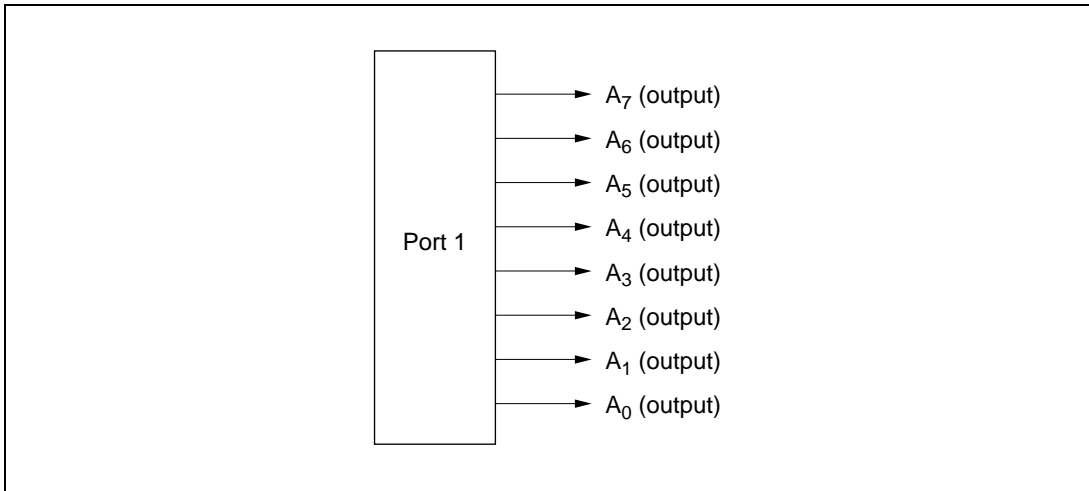 A7 (output)
A6 (output)
A5 (output)
A4 (output)
Port 1
A3 (output)
A2 (output)
A1 (output)
A0 (output)